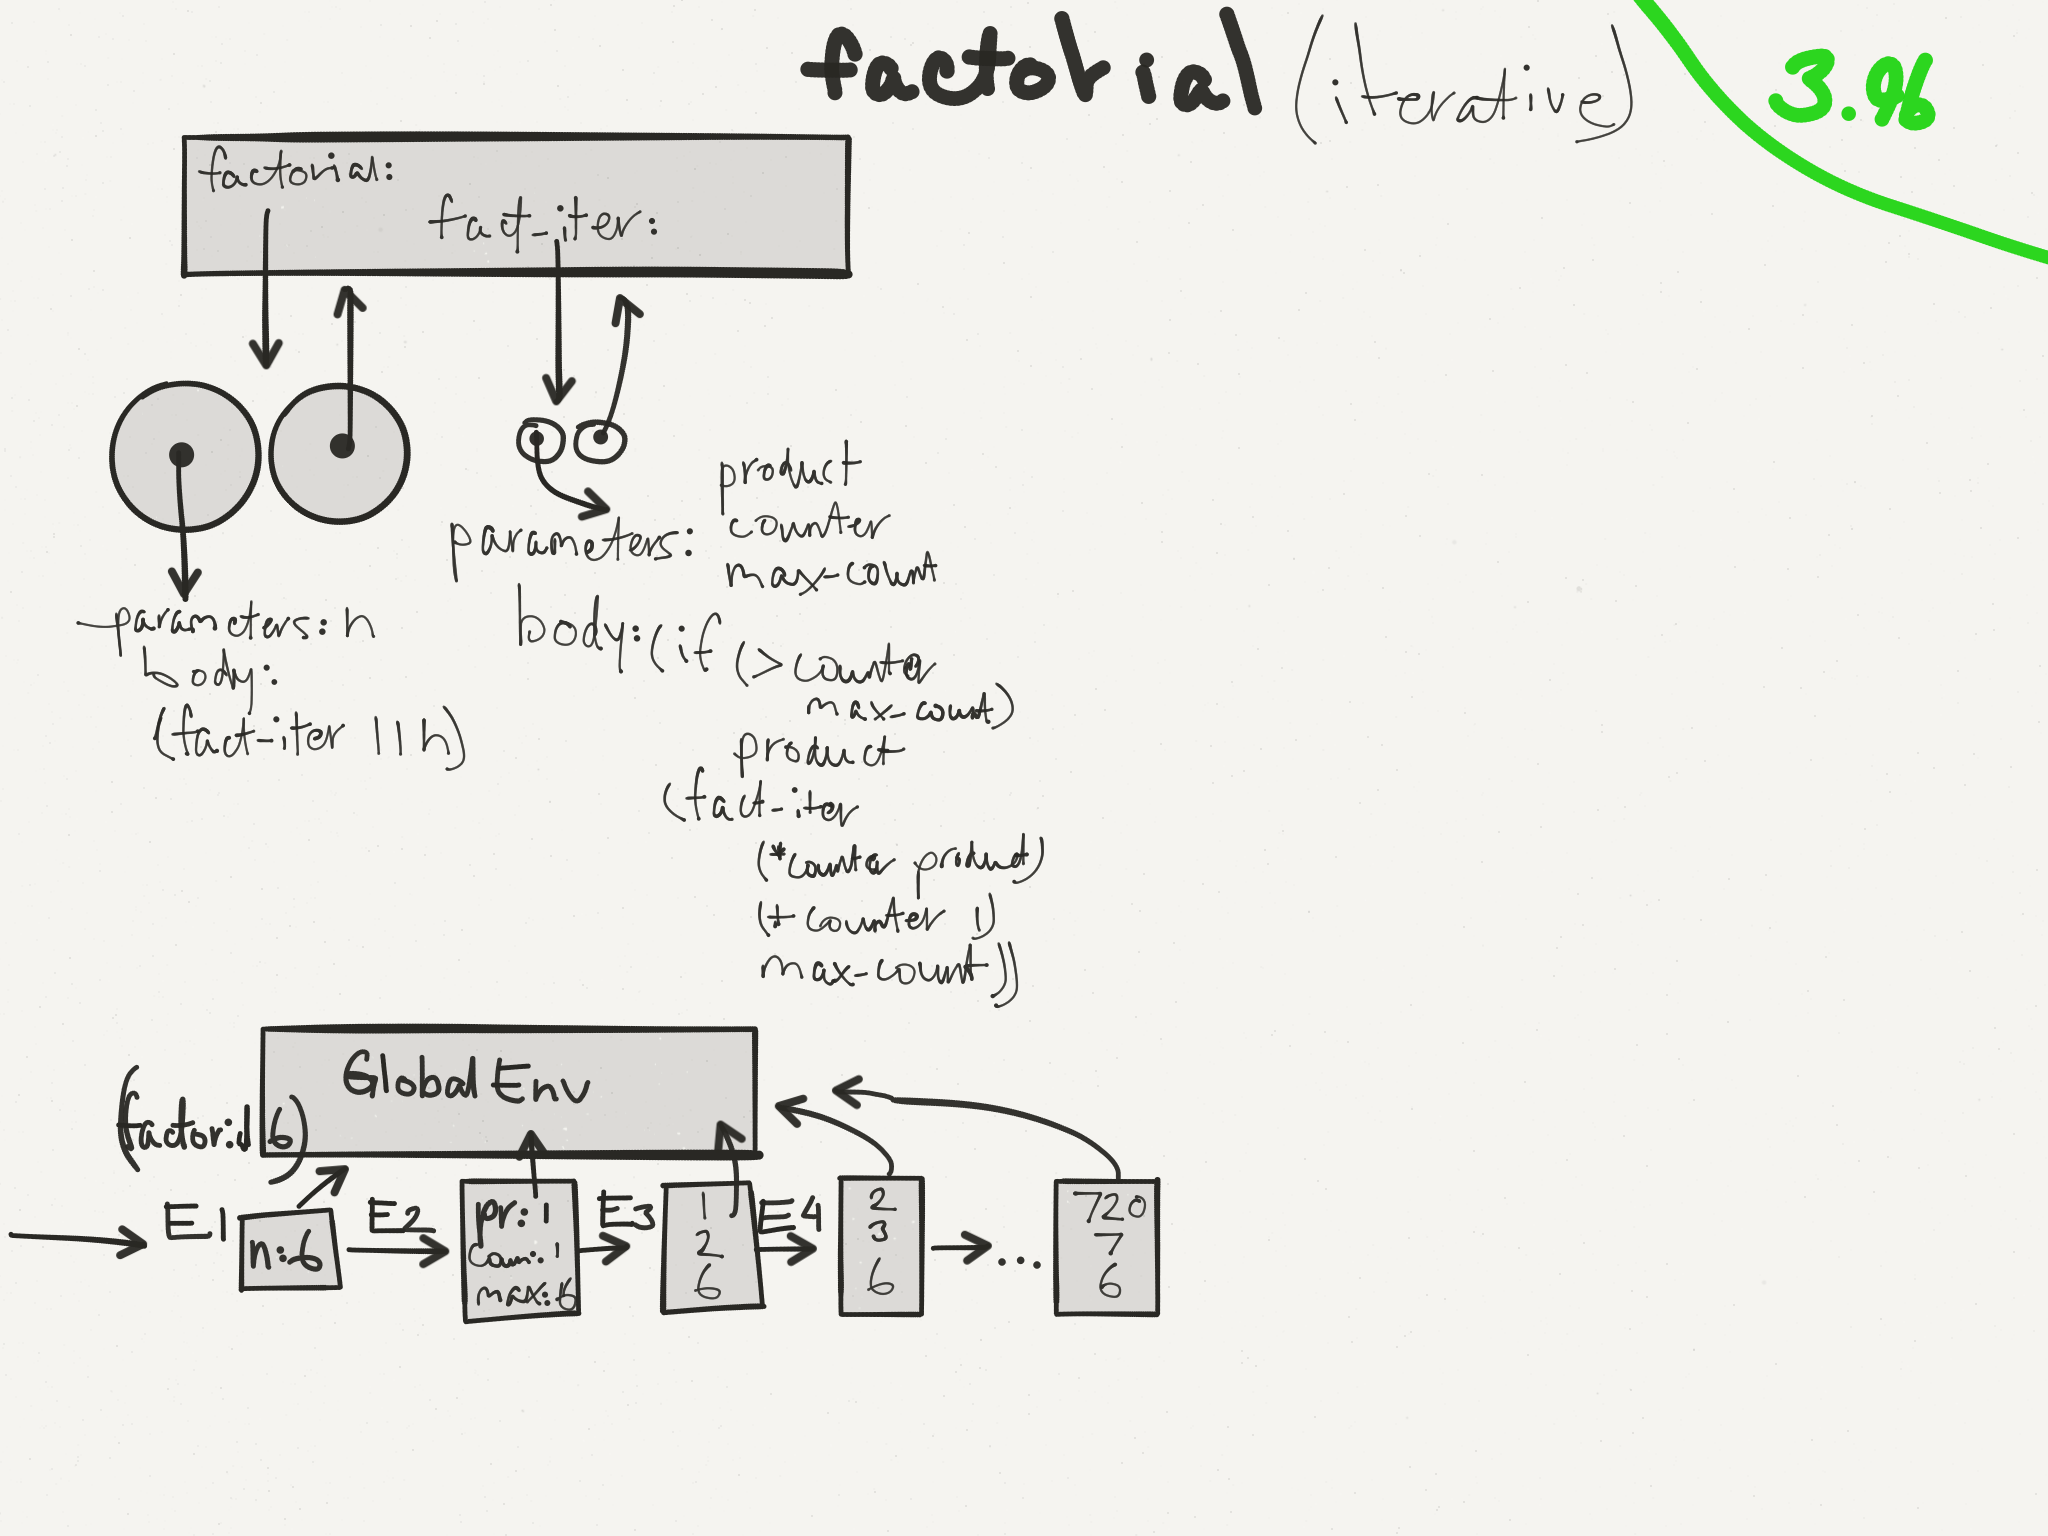 factorial (iterative)
3.9
factorial:
fact-iter:
parameters: n
body:
(fact-iter 1 1 n)
parameters: product
counter
max-count
body: (if (> counter
max-count)
product
(fact-iter
(* counter product)
(+ counter 1)
max-count))
Global Env
(factorial 6)
E1
n:6
E2
pr: 1
coun: 1
max: 6
E3
1
2
6
E4
2
3
6
...
720
7
6